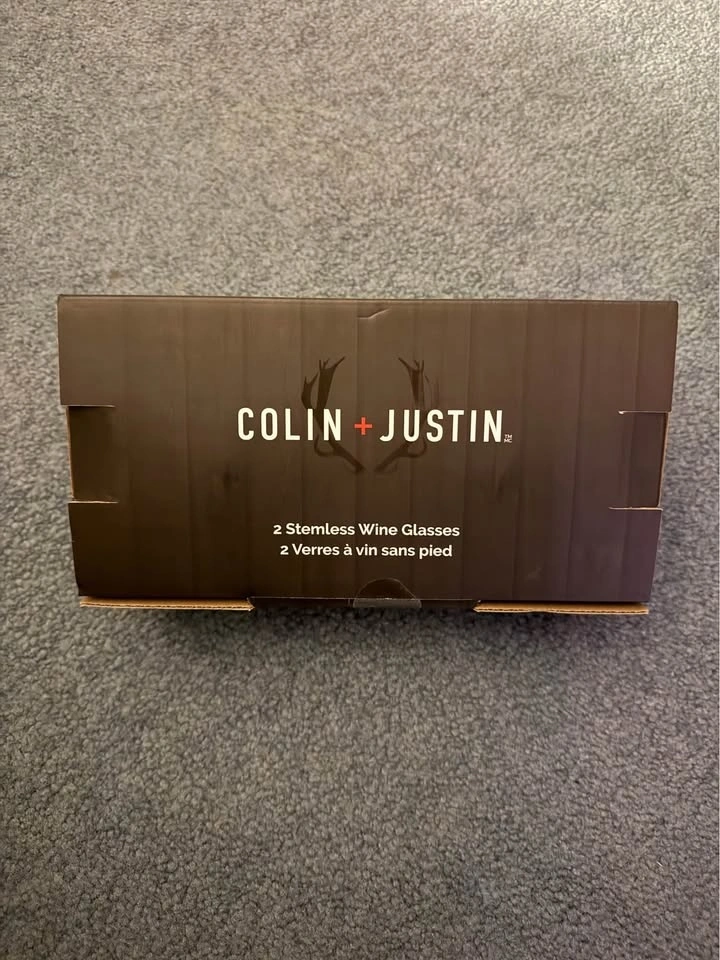 COLIN + JUSTIN TM MC
2 Stemless Wine Glasses
2 Verres à vin sans pied